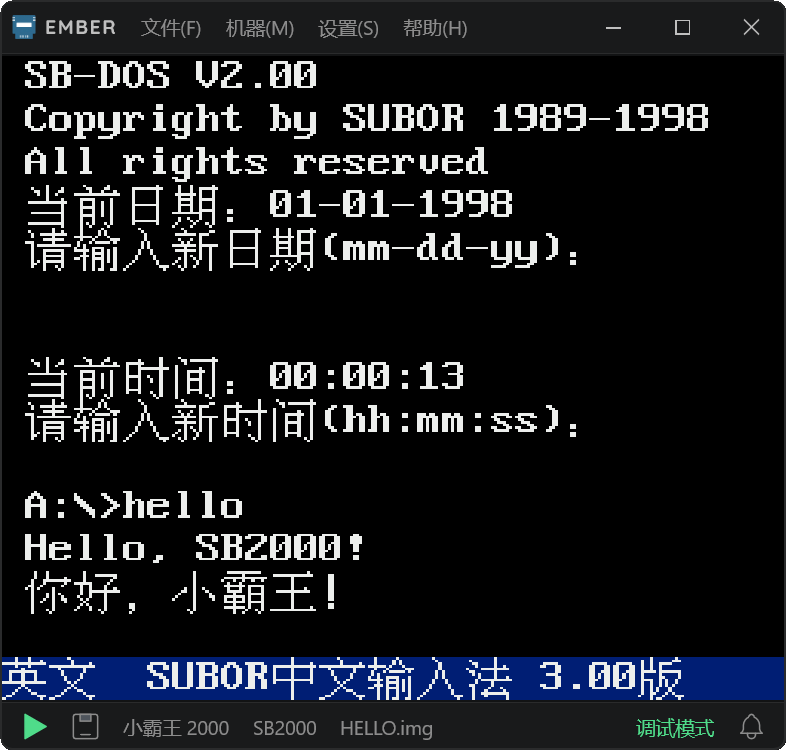 EMBER 文件(F) 机器(M) 设置(S) 帮助(H)
SB-DOS V2.00
Copyright by SUBOR 1989-1998
All rights reserved
当前日期：01-01-1998
请输入新日期(mm-dd-yy)：
当前时间：00:00:13
请输入新时间(hh:mm:ss)：
A:\>hello
Hello, SB2000!
你好，小霸王!
英文 SUBOR中文输入法 3.00版
小霸王 2000 SB2000 HELLO.img 调试模式